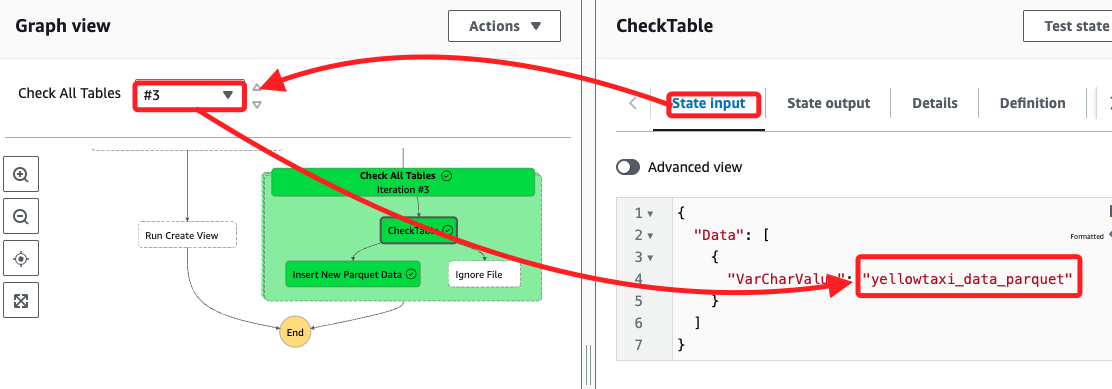 Graph view
Actions
Check All Tables
#3
Check All Tables
Iteration #3
CheckTable
Run Create View
Insert New Parquet Data
Ignore File
End
CheckTable
Test state
State input
State output
Details
Definition
Advanced view
Formatted
1 {
2 "Data": [
3 {
4 "VarCharValue": "yellowtaxi_data_parquet"
5 }
6 ]
7 }